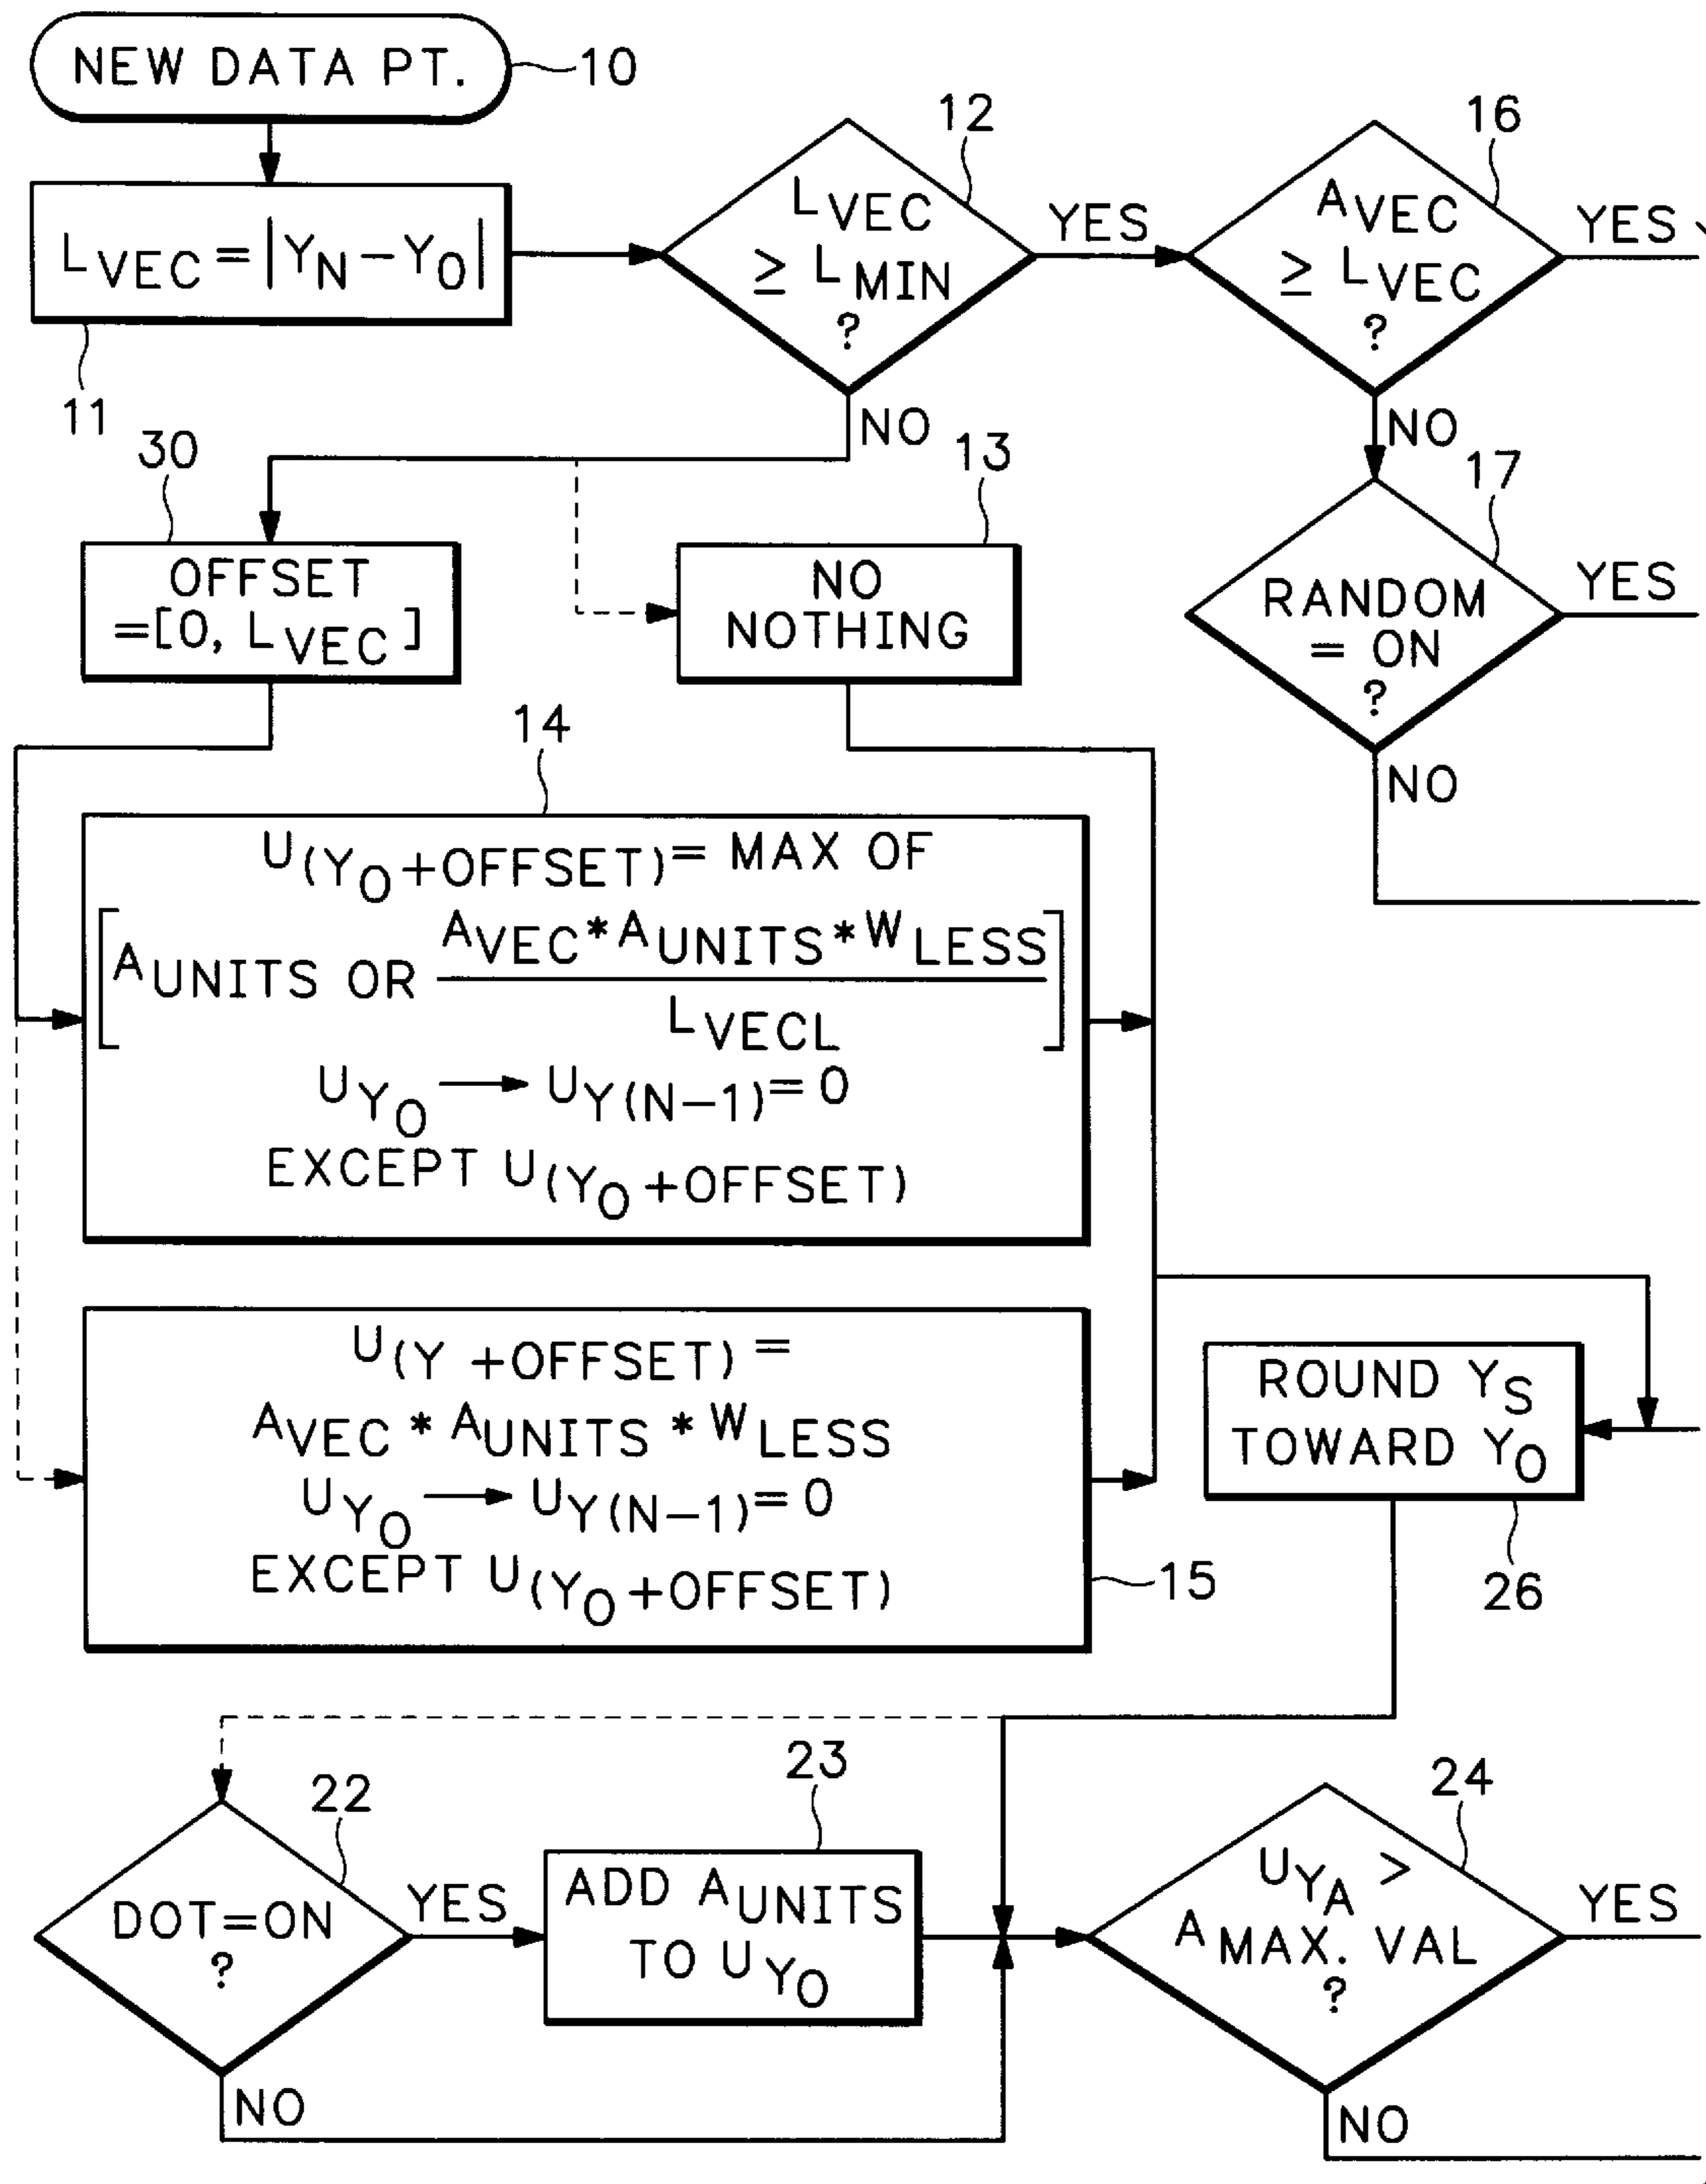 NEW DATA PT.
10
LVEC = |YN – YO|
11
12
LVEC
≥ LMIN
?
YES
NO
16
AVEC
≥ LVEC
?
YES
NO
30
OFFSET
=[0, LVEC]
13
NO
NOTHING
17
RANDOM
= ON
?
YES
NO
14
U(YO+OFFSET) = MAX OF
[AUNITS OR AVEC*AUNITS*WLESS
LVECL]
UYO → UY(N–1) = 0
EXCEPT U(YO+OFFSET)
U(Y +OFFSET) =
AVEC * AUNITS * WLESS
UYO → UY(N–1) = 0
EXCEPT U(YO+OFFSET)
15
ROUND YS
TOWARD YO
26
22
DOT=ON
?
YES
NO
23
ADD AUNITS
TO UYO
24
UYA >
AMAX. VAL
?
YES
NO